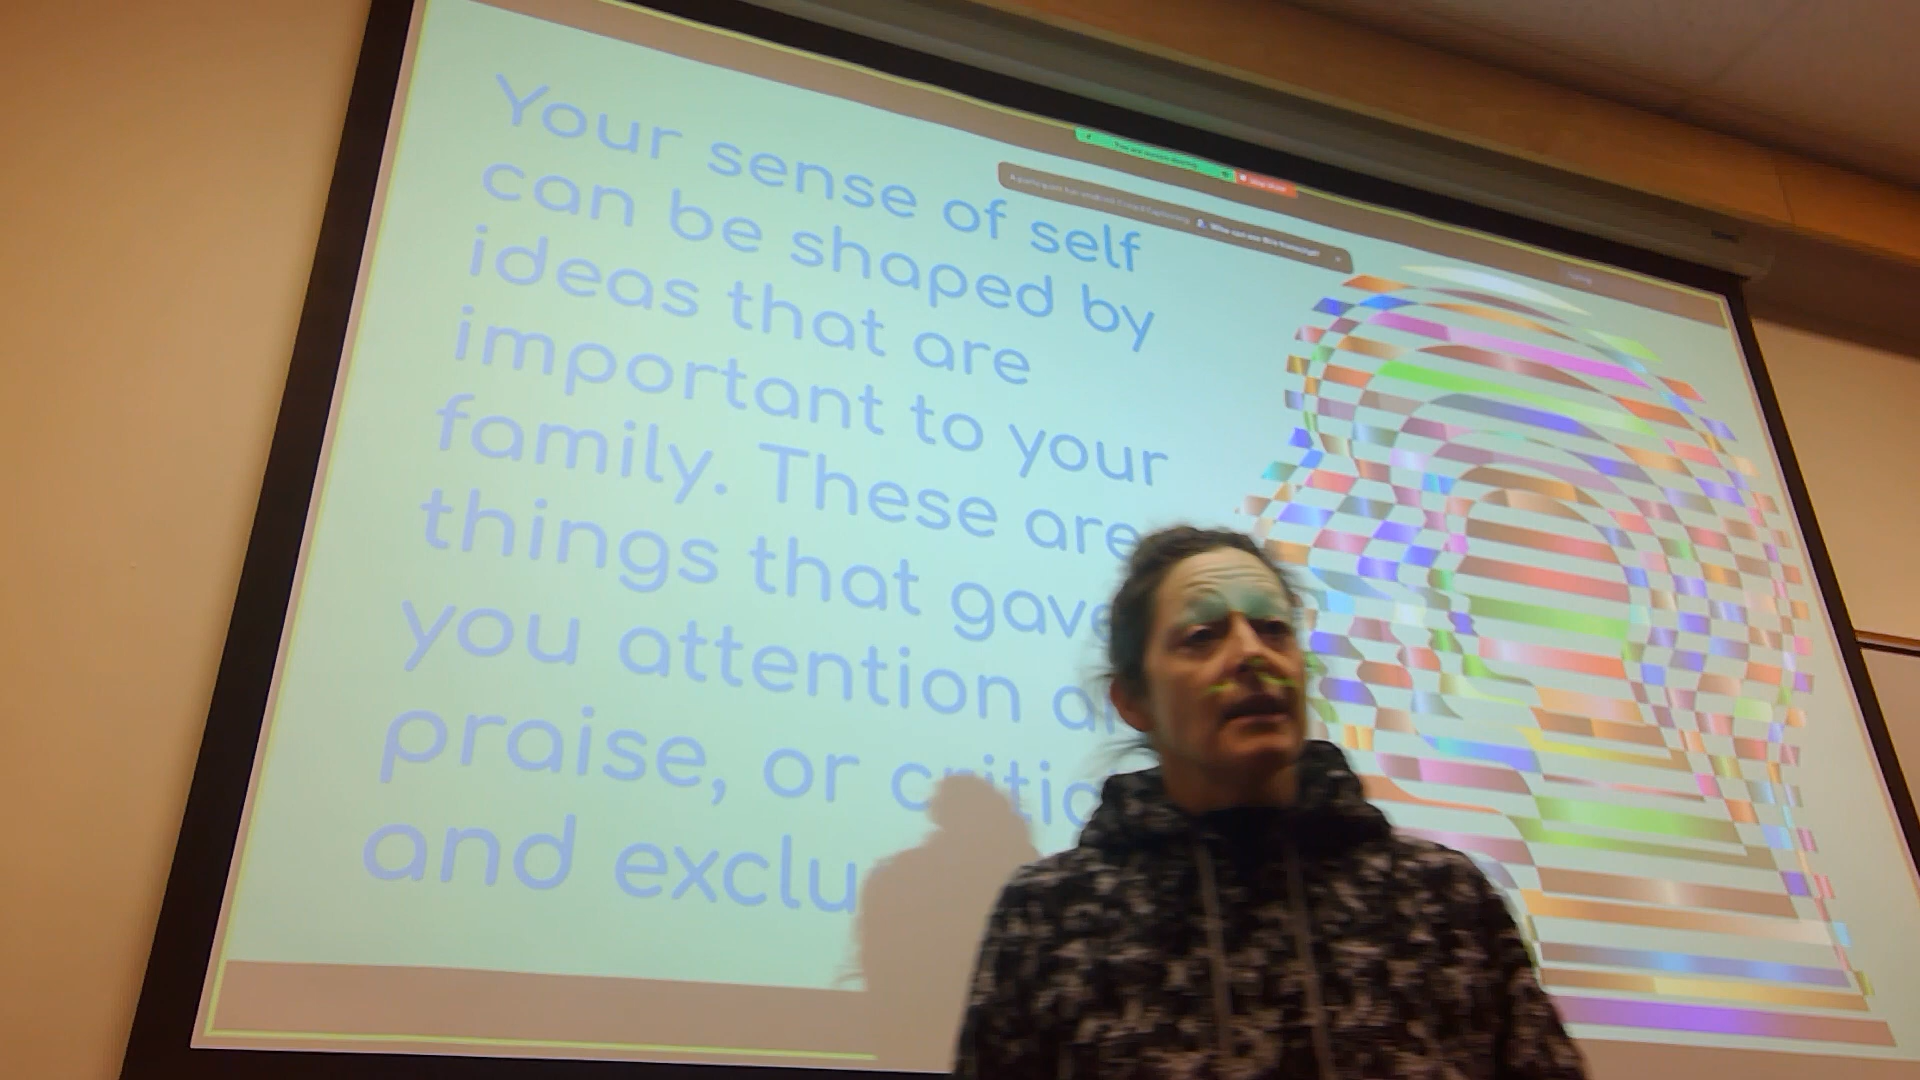 Your sense of self
can be shaped by
ideas that are
important to your
family. These are
things that gave
you attention
praise, or
and